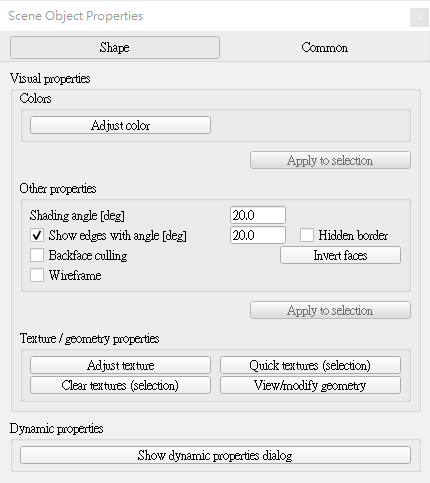 Scene Object Properties
Shape
Common
Visual properties
Colors
Adjust color
Apply to selection
Other properties
Shading angle [deg] 20.0
Show edges with angle [deg] 20.0 Hidden border
Backface culling Invert faces
Wireframe
Apply to selection
Texture / geometry properties
Adjust texture Quick textures (selection)
Clear textures (selection) View/modify geometry
Dynamic properties
Show dynamic properties dialog